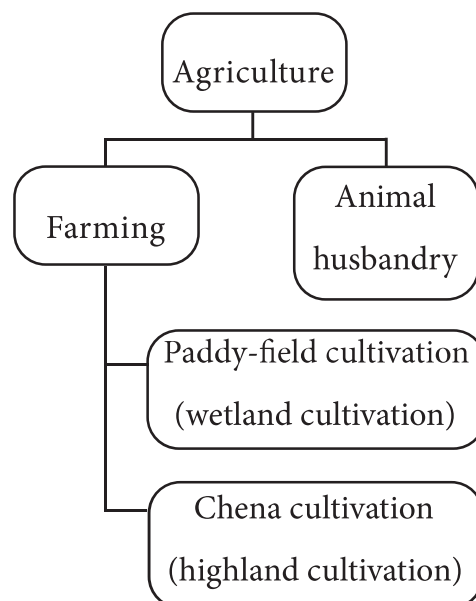 Agriculture
Farming
Animal
husbandry
Paddy-field cultivation
(wetland cultivation)
Chena cultivation
(highland cultivation)